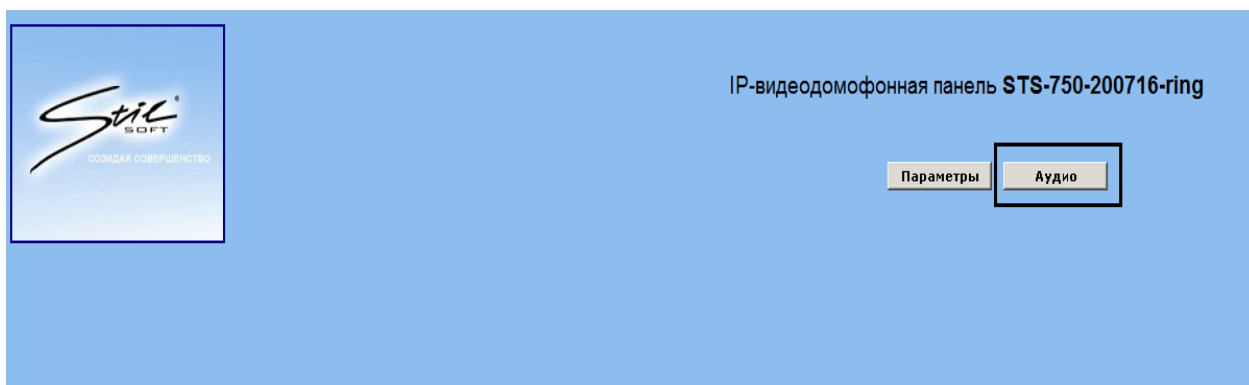 Stil®
SOFT
СОЗИДАЯ СОВЕРШЕНСТВО
IP-видеодомофонная панель STS-750-200716-ring
Параметры Аудио